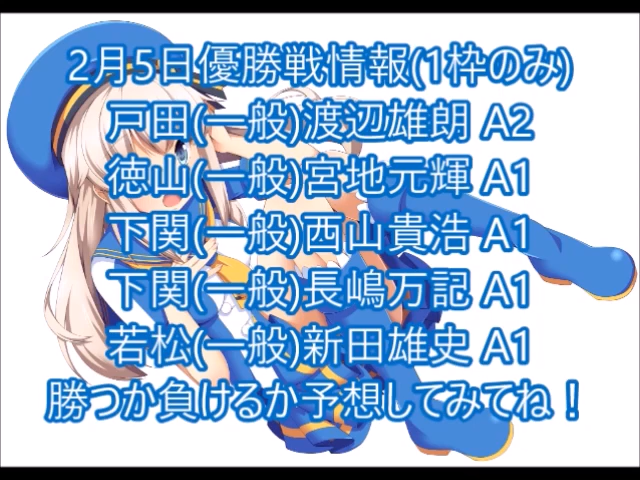 2月5日優勝戦情報(1枠のみ)
戸田(一般)渡辺雄朗 A2
徳山(一般)宮地元輝 A1
下関(一般)西山貴浩 A1
下関(一般)長嶋万記 A1
若松(一般)新田雄史 A1
勝つか負けるか予想してみてね！